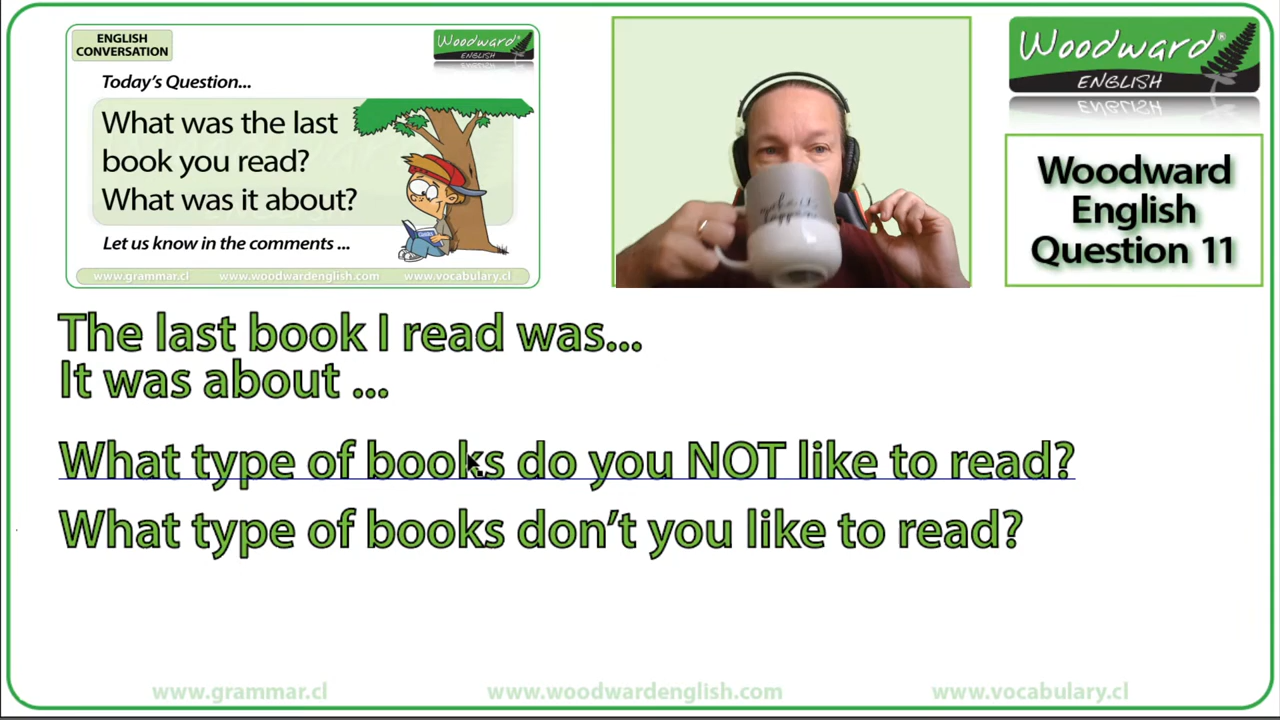 ENGLISH
CONVERSATION
Woodward®
ENGLISH
Today's Question...
What was the last
book you read?
What was it about?
Let us know in the comments ...
www.grammar.cl www.woodwardenglish.com www.vocabulary.cl
Woodward®
ENGLISH
Woodward
English
Question 11
The last book I read was...
It was about ...
What type of books do you NOT like to read?
What type of books don't you like to read?
www.grammar.cl www.woodwardenglish.com www.vocabulary.cl